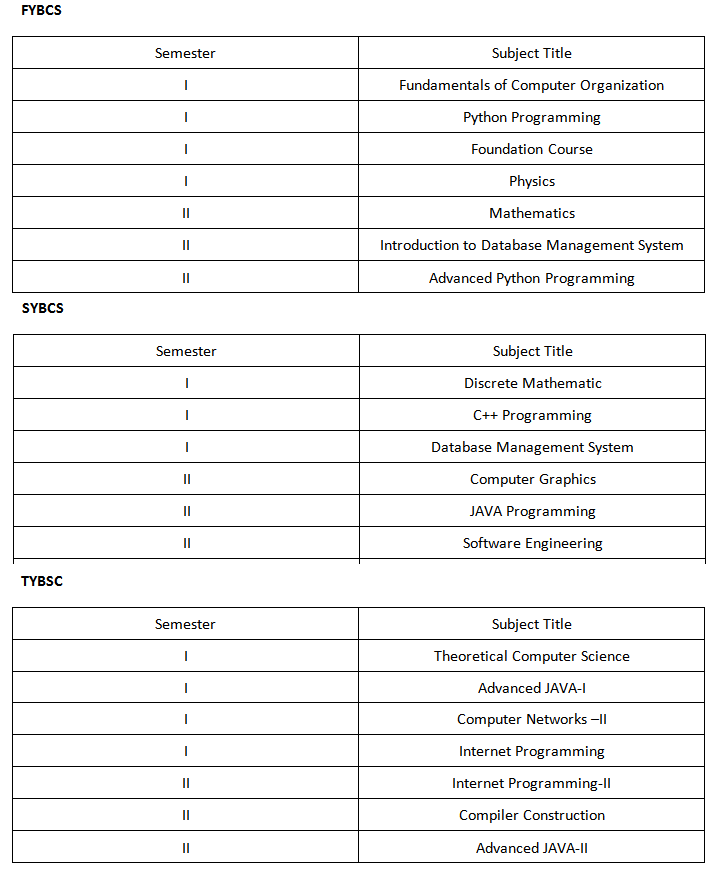 FYBCS
Semester Subject Title
I Fundamentals of Computer Organization
I Python Programming
I Foundation Course
I Physics
II Mathematics
II Introduction to Database Management System
II Advanced Python Programming
SYBCS
Semester Subject Title
I Discrete Mathematic
I C++ Programming
I Database Management System
II Computer Graphics
II JAVA Programming
II Software Engineering
TYBSC
Semester Subject Title
I Theoretical Computer Science
I Advanced JAVA-I
I Computer Networks –II
I Internet Programming
II Internet Programming-II
II Compiler Construction
II Advanced JAVA-II